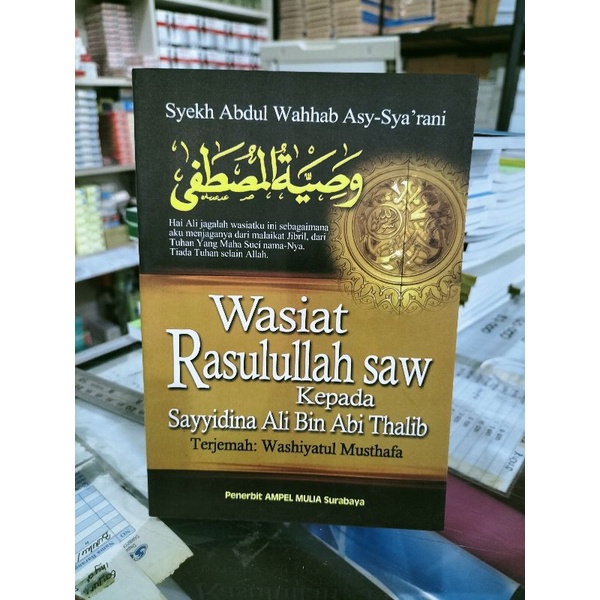 Syekh Abdul Wahhab Asy-Sya'rani
وصية المصطفى
Hai Ali jagalah wasiatku ini sebagaimana
aku menjaganya dari malaikat Jibril, dari
Tuhan Yang Maha Suci nama-Nya.
Tiada Tuhan selain Allah.
Wasiat
Rasulullah saw
Kepada
Sayyidina Ali Bin Abi Thalib
Terjemah: Washiyatul Musthafa
Penerbit AMPEL MULIA Surabaya